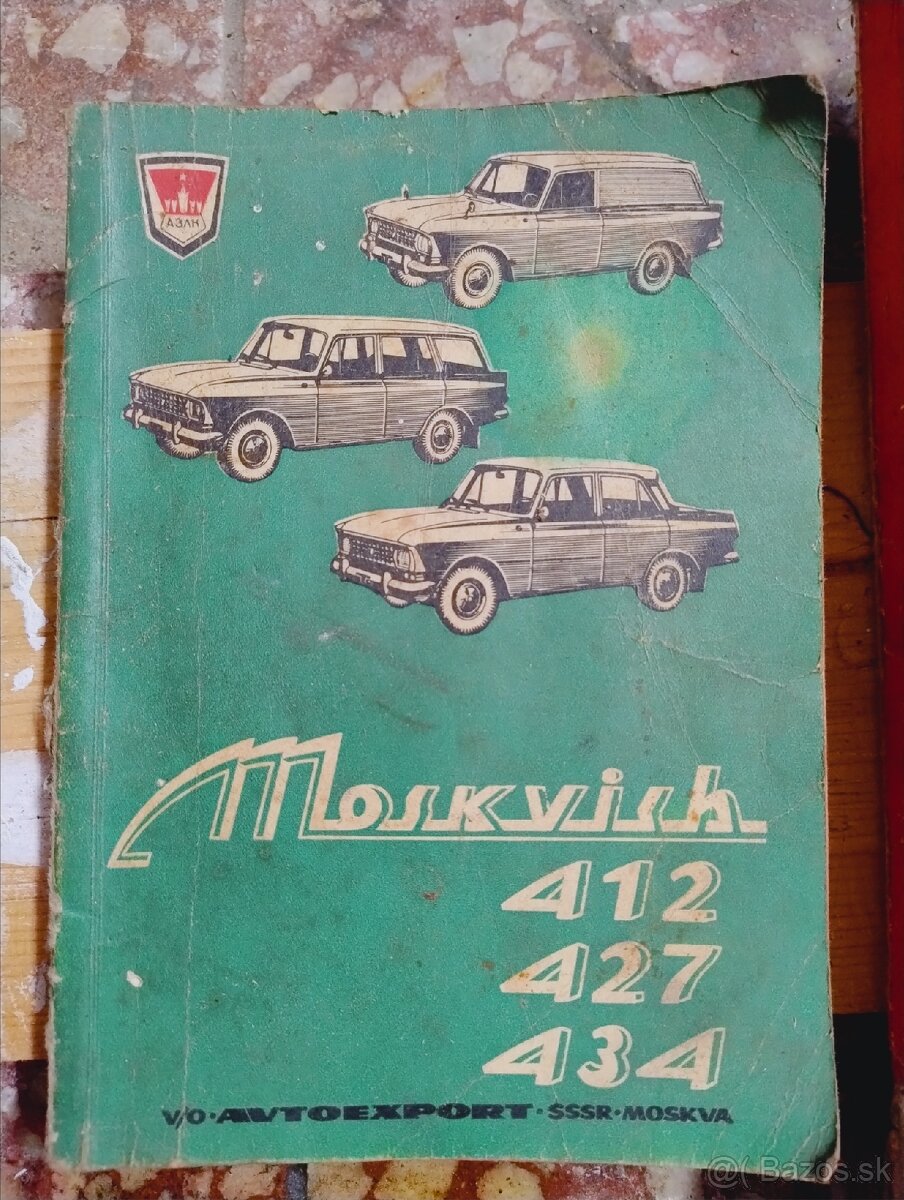 АЗЛК
Moskvich
412
427
434
V/O · AVTOEXPORT · SSSR · MOSKVA
@( Bazos.sk